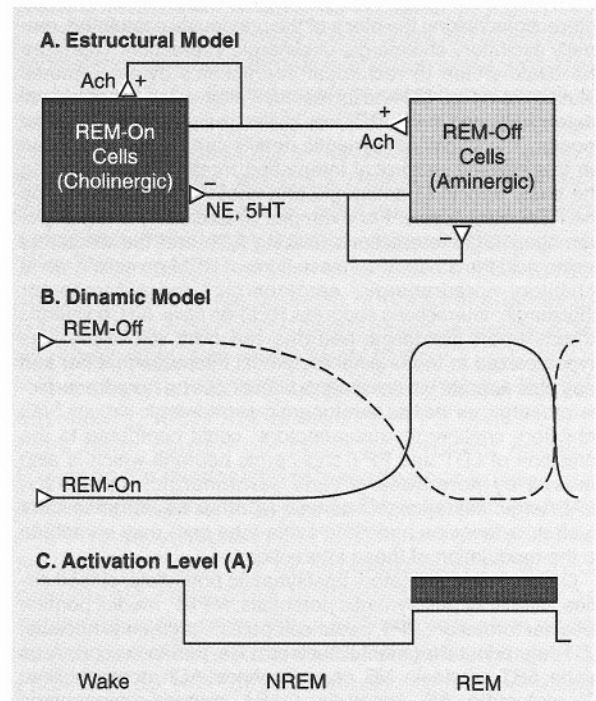 A. Estructural Model
Ach
+
+
REM-On
Cells
(Cholinergic)
Ach
REM-Off
Cells
(Aminergic)
−
NE, 5HT
−
B. Dinamic Model
REM-Off
REM-On
C. Activation Level (A)
Wake
NREM
REM